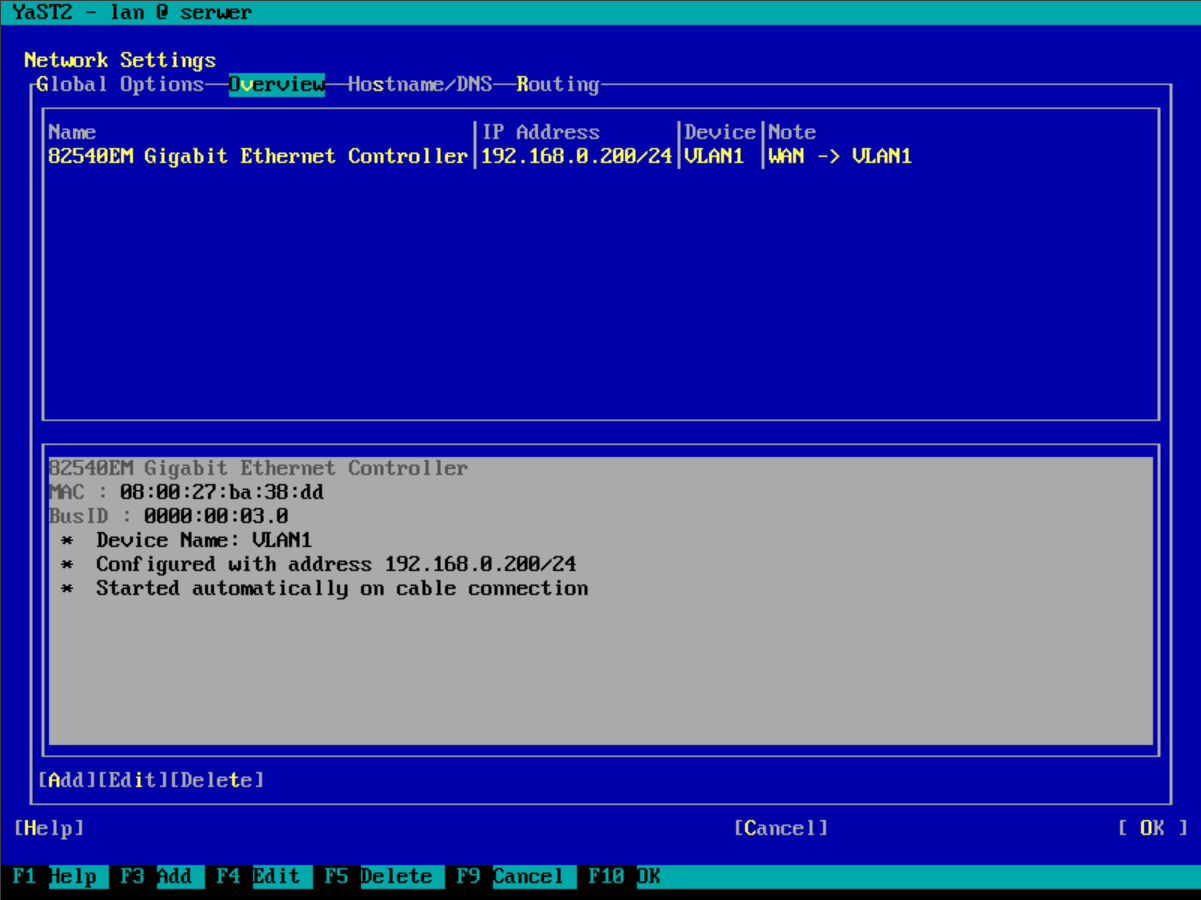 YaST2 - lan @ serwer
Network Settings
Global Options Overview Hostname/DNS Routing
Name IP Address Device Note
82540EM Gigabit Ethernet Controller 192.168.0.200/24 VLAN1 WAN -> VLAN1
82540EM Gigabit Ethernet Controller
MAC : 08:00:27:ba:38:dd
BusID : 0000:00:03.0
* Device Name: VLAN1
* Configured with address 192.168.0.200/24
* Started automatically on cable connection
[Add][Edit][Delete]
[Help] [Cancel] [ OK ]
F1 Help F3 Add F4 Edit F5 Delete F9 Cancel F10 OK